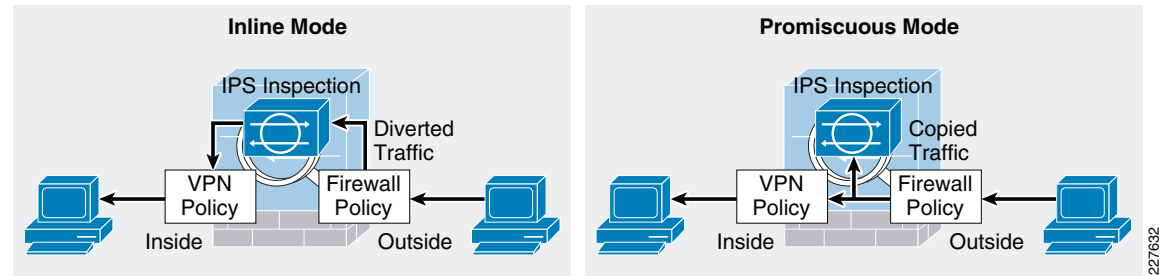 Inline Mode
IPS Inspection
Diverted
Traffic
VPN
Policy
Firewall
Policy
Inside
Outside
Promiscuous Mode
IPS Inspection
Copied
Traffic
VPN
Policy
Firewall
Policy
Inside
Outside
227632